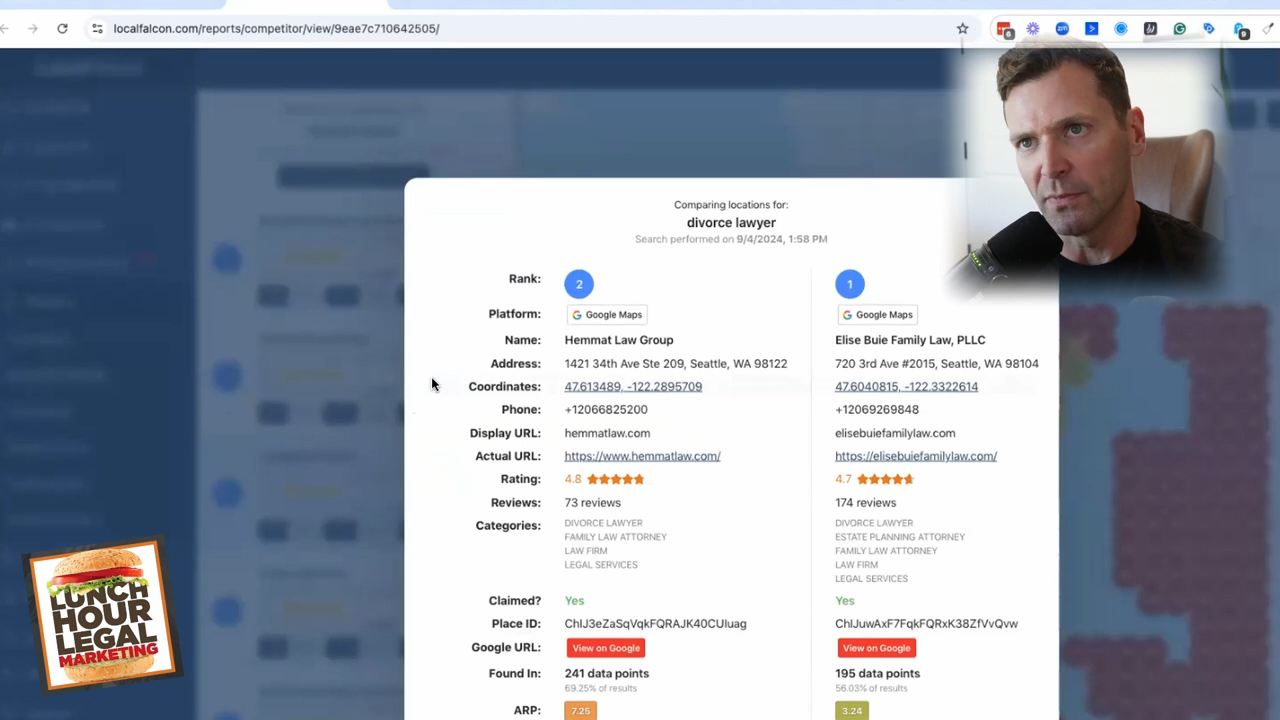 localfalcon.com/reports/competitor/view/9eae7c710642505/
6
zm
9
Comparing locations for:
divorce lawyer
Search performed on 9/4/2024, 1:58 PM
Rank: 2 1
Platform: Google Maps Google Maps
Name: Hemmat Law Group Elise Buie Family Law, PLLC
Address: 1421 34th Ave Ste 209, Seattle, WA 98122 720 3rd Ave #2015, Seattle, WA 98104
Coordinates: 47.613489, -122.2895709 47.6040815, -122.3322614
Phone: +12066825200 +12069269848
Display URL: hemmatlaw.com elisebuiefamilylaw.com
Actual URL: https://www.hemmatlaw.com/ https://elisebuiefamilylaw.com/
Rating: 4.8 4.7
Reviews: 73 reviews 174 reviews
Categories: DIVORCE LAWYER DIVORCE LAWYER
FAMILY LAW ATTORNEY ESTATE PLANNING ATTORNEY
LAW FIRM FAMILY LAW ATTORNEY
LEGAL SERVICES LAW FIRM
LEGAL SERVICES
Claimed? Yes Yes
Place ID: ChIJ3eZaSqVqkFQRAJK40CUIuag ChIJuwAxF7FqkFQRxK38ZfVvQvw
Google URL: View on Google View on Google
Found In: 241 data points 195 data points
69.25% of results 56.03% of results
ARP: 7.25 3.24
LUNCH
HOUR
LEGAL
MARKETING